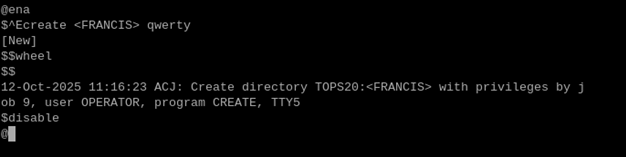 @ena
$^Ecreate <FRANCIS> qwerty
[New]
$$wheel
$$
12-Oct-2025 11:16:23 ACJ: Create directory TOPS20:<FRANCIS> with privileges by j
ob 9, user OPERATOR, program CREATE, TTY5
$disable
@